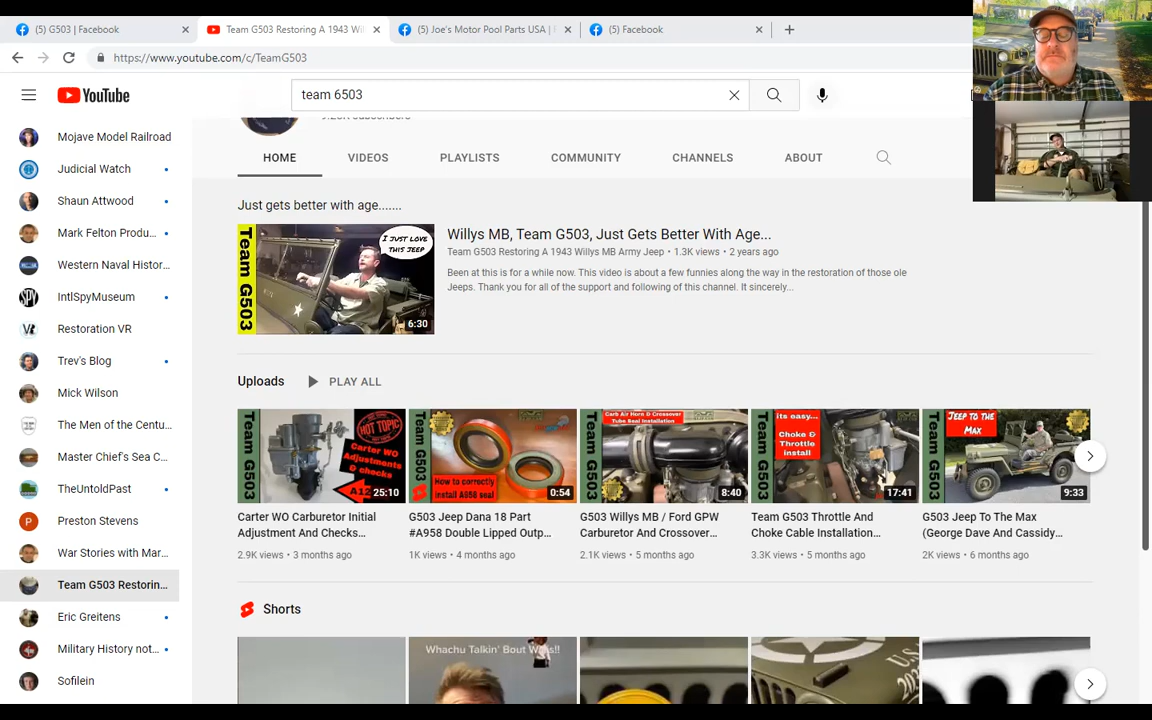 (5) G503 | Facebook
Team G503 Restoring A 1943 Wil
(5) Joe's Motor Pool Parts USA |
(5) Facebook
https://www.youtube.com/c/TeamG503
YouTube
team 6503
Mojave Model Railroad
Judicial Watch
Shaun Attwood
Mark Felton Produ...
Western Naval Histor...
IntlSpyMuseum
Restoration VR
Trev's Blog
Mick Wilson
The Men of the Centu...
Master Chief's Sea C...
TheUntoldPast
Preston Stevens
War Stories with Mar...
Team G503 Restorin...
Eric Greitens
Military History not...
Sofilein
HOME
VIDEOS
PLAYLISTS
COMMUNITY
CHANNELS
ABOUT
Just gets better with age.......
Team G503
I JUST LOVE
THIS JEEP
6:30
Willys MB, Team G503, Just Gets Better With Age...
Team G503 Restoring A 1943 Willys MB Army Jeep • 1.3K views • 2 years ago
Been at this is for a while now. This video is about a few funnies along the way in the restoration of those ole
Jeeps. Thank you for all of the support and following of this channel. It sincerely...
Uploads
PLAY ALL
Team G503
HOT TOPIC
Carter WO
Adjustments
& checks
25:10
Carter WO Carburetor Initial
Adjustment And Checks...
2.9K views • 3 months ago
Team G503
How to correctly
install A958 seal
0:54
G503 Jeep Dana 18 Part
#A958 Double Lipped Outp...
1K views • 4 months ago
Team G503
Carb Air Horn & Crossover
Tube Seal Installation
8:40
G503 Willys MB / Ford GPW
Carburetor And Crossover...
2.1K views • 5 months ago
Team G503
its easy...
Choke &
Throttle
install
17:41
Team G503 Throttle And
Choke Cable Installation...
3.3K views • 5 months ago
Team G503
JEEP TO THE
MAX
9:33
G503 Jeep To The Max
(George Dave And Cassidy...
2K views • 6 months ago
Shorts
Whachu Talkin' Bout